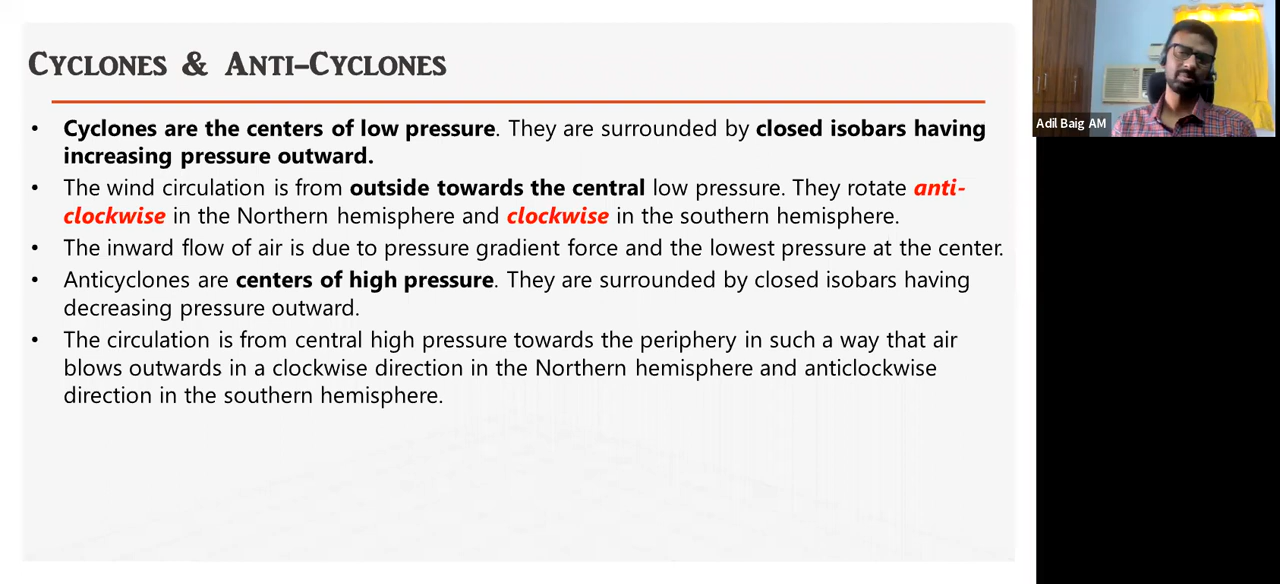 Cyclones & Anti-Cyclones
• Cyclones are the centers of low pressure. They are surrounded by closed isobars having
increasing pressure outward.
• The wind circulation is from outside towards the central low pressure. They rotate anti-
clockwise in the Northern hemisphere and clockwise in the southern hemisphere.
• The inward flow of air is due to pressure gradient force and the lowest pressure at the center.
• Anticyclones are centers of high pressure. They are surrounded by closed isobars having
decreasing pressure outward.
• The circulation is from central high pressure towards the periphery in such a way that air
blows outwards in a clockwise direction in the Northern hemisphere and anticlockwise
direction in the southern hemisphere.
Adil Baig AM